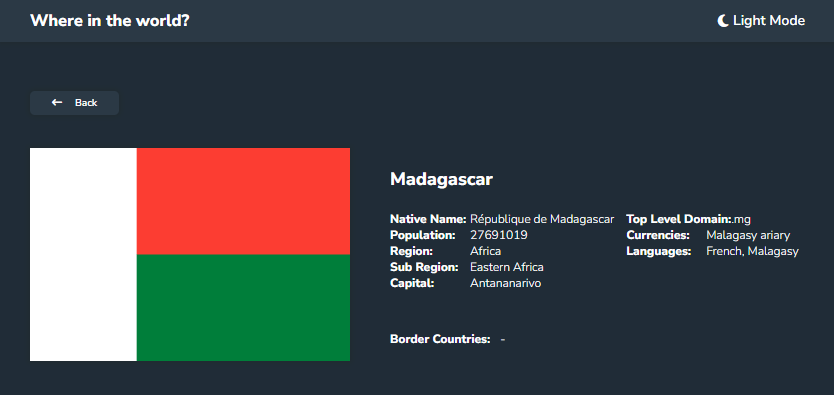 Where in the world?
Light Mode
Back
Madagascar
Native Name: République de Madagascar
Population: 27691019
Region: Africa
Sub Region: Eastern Africa
Capital: Antananarivo
Top Level Domain:.mg
Currencies: Malagasy ariary
Languages: French, Malagasy
Border Countries: -